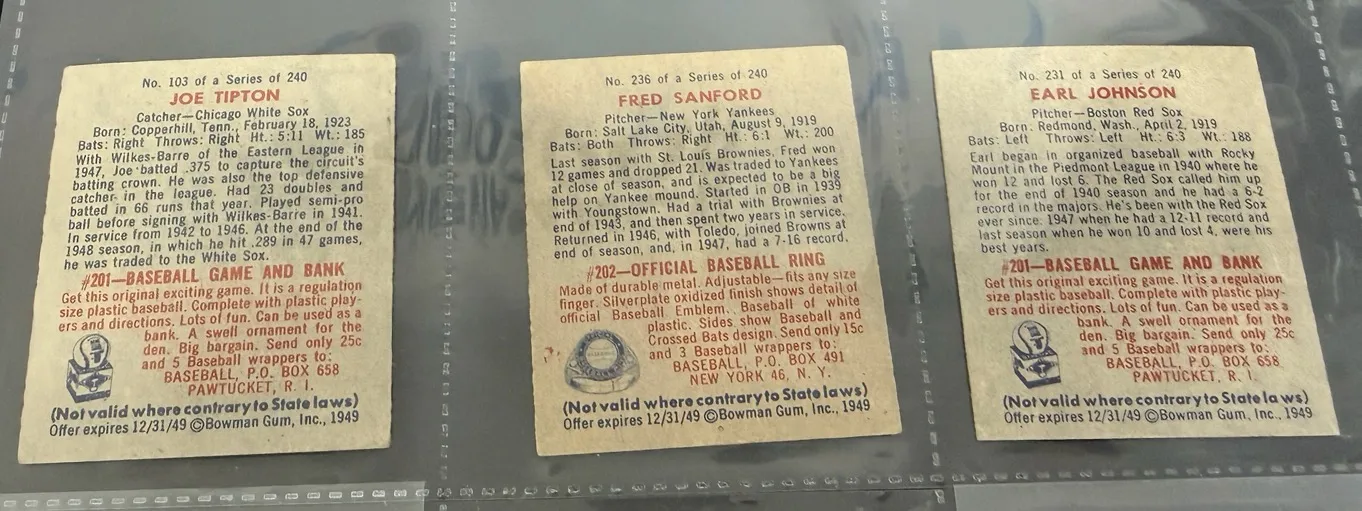 No. 103 of a Series of 240
JOE TIPTON
Catcher—Chicago White Sox
Born: Copperhill, Tenn., February 18, 1923
Bats: Right Throws: Right Ht.: 5:11 Wt.: 185
With Wilkes-Barre of the Eastern League in
1947, Joe batted .375 to capture the circuit's
batting crown. He was also the top defensive
catcher in the league. Had 23 doubles and
batted in 66 runs that year. Played semi-pro
ball before signing with Wilkes-Barre in 1941.
In service from 1942 to 1946. At the end of the
1948 season, in which he hit .289 in 47 games,
he was traded to the White Sox.
#201—BASEBALL GAME AND BANK
Get this original exciting game. It is a regulation
size plastic baseball. Complete with plastic play-
ers and directions. Lots of fun. Can be used as a
bank. A swell ornament for the
den. Big bargain. Send only 25c
and 5 Baseball wrappers to:
BASEBALL, P.O. BOX 658
PAWTUCKET, R. I.
(Not valid where contrary to State laws)
Offer expires 12/31/49 ©Bowman Gum, Inc., 1949
No. 236 of a Series of 240
FRED SANFORD
Pitcher—New York Yankees
Born: Salt Lake City, Utah, August 9, 1919
Bats: Both Throws: Right Ht.: 6:1 Wt.: 200
Last season with St. Louis Brownies, Fred won
12 games and dropped 21. Was traded to Yankees
at close of season, and is expected to be a big
help on Yankee mound. Started in OB in 1939
with Youngstown. Had a trial with Brownies at
end of 1943, and then spent two years in service.
Returned in 1946, with Toledo, joined Browns at
end of season, and, in 1947, had a 7-16 record.
#202—OFFICIAL BASEBALL RING
Made of durable metal. Adjustable—fits any size
finger. Silverplate oxidized finish shows detail of
official Baseball Emblem. Baseball of white
plastic. Sides show Baseball and
Crossed Bats design. Send only 15c
and 3 Baseball wrappers to:
BASEBALL, P.O. BOX 491
NEW YORK 46, N. Y.
(Not valid where contrary to State laws)
Offer expires 12/31/49 ©Bowman Gum, Inc., 1949
No. 231 of a Series of 240
EARL JOHNSON
Pitcher—Boston Red Sox
Born: Redmond, Wash., April 2, 1919
Bats: Left Throws: Left Ht.: 6:3 Wt.: 188
Earl began in organized baseball with Rocky
Mount in the Piedmont League in 1940 where he
won 12 and lost 6. The Red Sox called him up
for the end of 1940 season and he had a 6-2
record in the majors. He's been with the Red Sox
ever since. 1947 when he had a 12-11 record and
last season when he won 10 and lost 4, were his
best years.
#201—BASEBALL GAME AND BANK
Get this original exciting game. It is a regulation
size plastic baseball. Complete with plastic play-
ers and directions. Lots of fun. Can be used as a
bank. A swell ornament for the
den. Big bargain. Send only 25c
and 5 Baseball wrappers to:
BASEBALL, P.O. BOX 658
PAWTUCKET, R. I.
(Not valid where contrary to State laws)
Offer expires 12/31/49 ©Bowman Gum, Inc., 1949